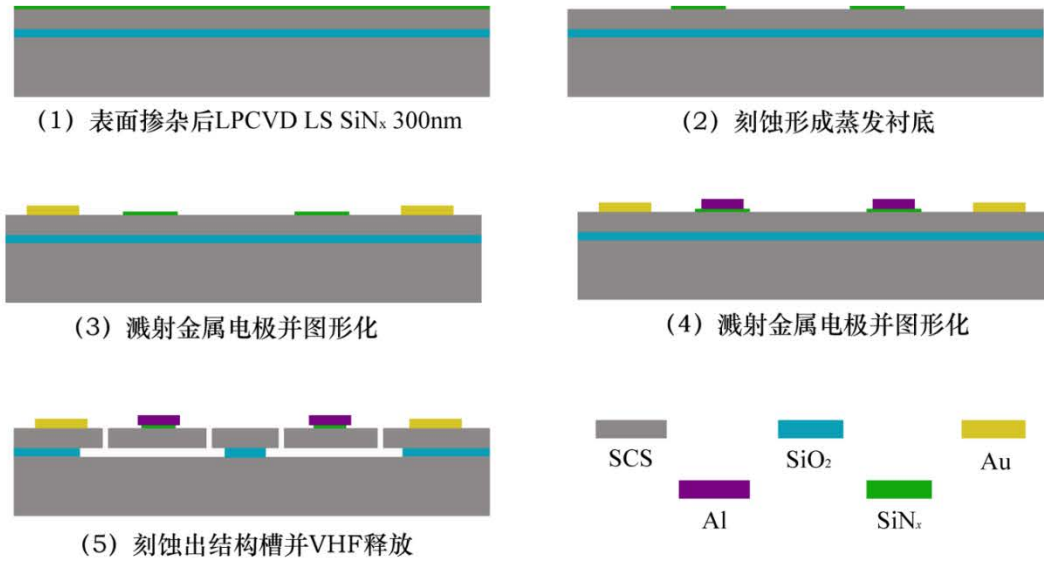 （1）表面掺杂后LPCVD LS SiNₓ 300nm
（2）刻蚀形成蒸发衬底
（3）溅射金属电极并图形化
（4）溅射金属电极并图形化
（5）刻蚀出结构槽并VHF释放
SCS
SiO₂
Au
Al
SiNₓ